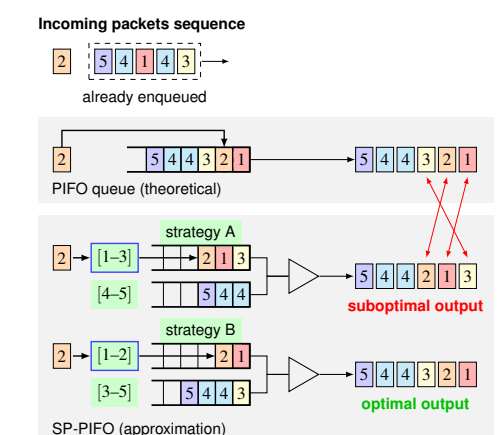 Incoming packets sequence
2 5 4 1 4 3
already enqueued
2 5 4 4 3 2 1 5 4 4 3 2 1
PIFO queue (theoretical)
strategy A
2 [1–3] 2 1 3
[4–5] 5 4 4
5 4 4 2 1 3
suboptimal output
strategy B
2 [1–2] 2 1
[3–5] 5 4 4 3
5 4 4 3 2 1
optimal output
SP-PIFO (approximation)